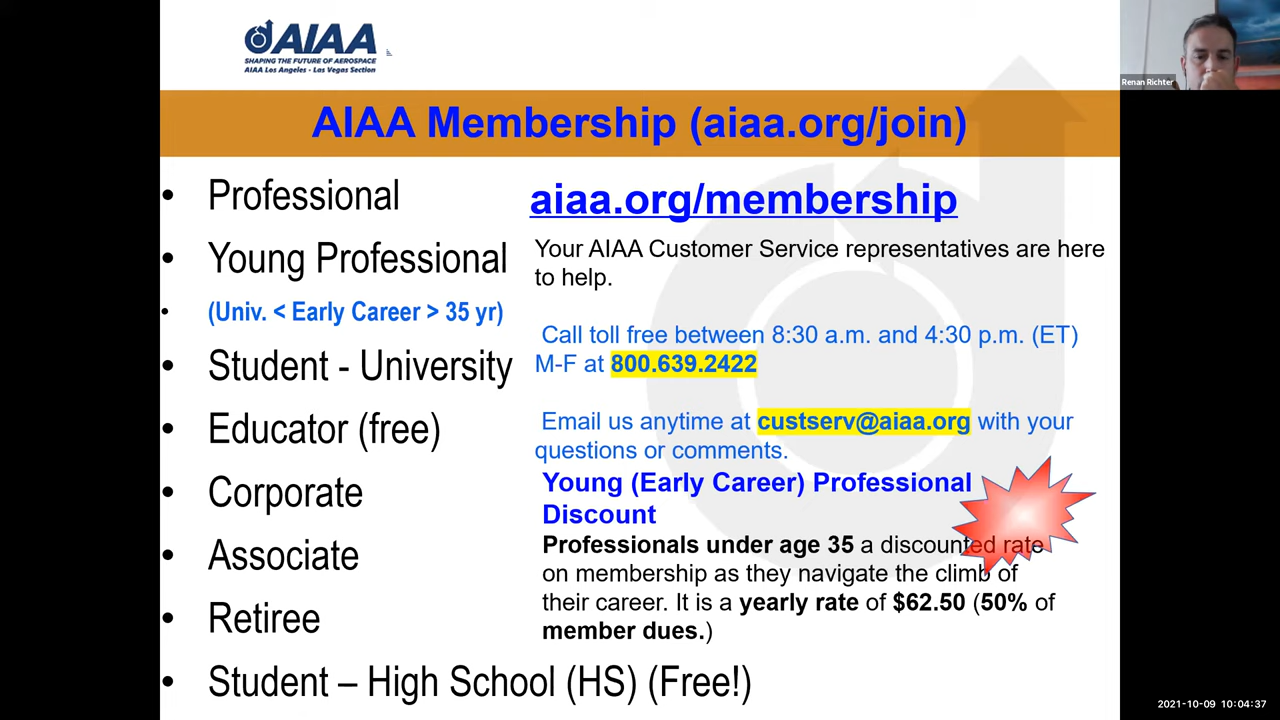 AIAA
SHAPING THE FUTURE OF AEROSPACE
AIAA Los Angeles - Las Vegas Section
Renan Richter
AIAA Membership (aiaa.org/join)
• Professional
• Young Professional
• (Univ. < Early Career > 35 yr)
• Student - University
• Educator (free)
• Corporate
• Associate
• Retiree
• Student – High School (HS) (Free!)
aiaa.org/membership
Your AIAA Customer Service representatives are here
to help.
Call toll free between 8:30 a.m. and 4:30 p.m. (ET)
M-F at 800.639.2422
Email us anytime at custserv@aiaa.org with your
questions or comments.
Young (Early Career) Professional
Discount
Professionals under age 35 a discounted rate
on membership as they navigate the climb of
their career. It is a yearly rate of $62.50 (50% of
member dues.)
2021-10-09 10:04:37